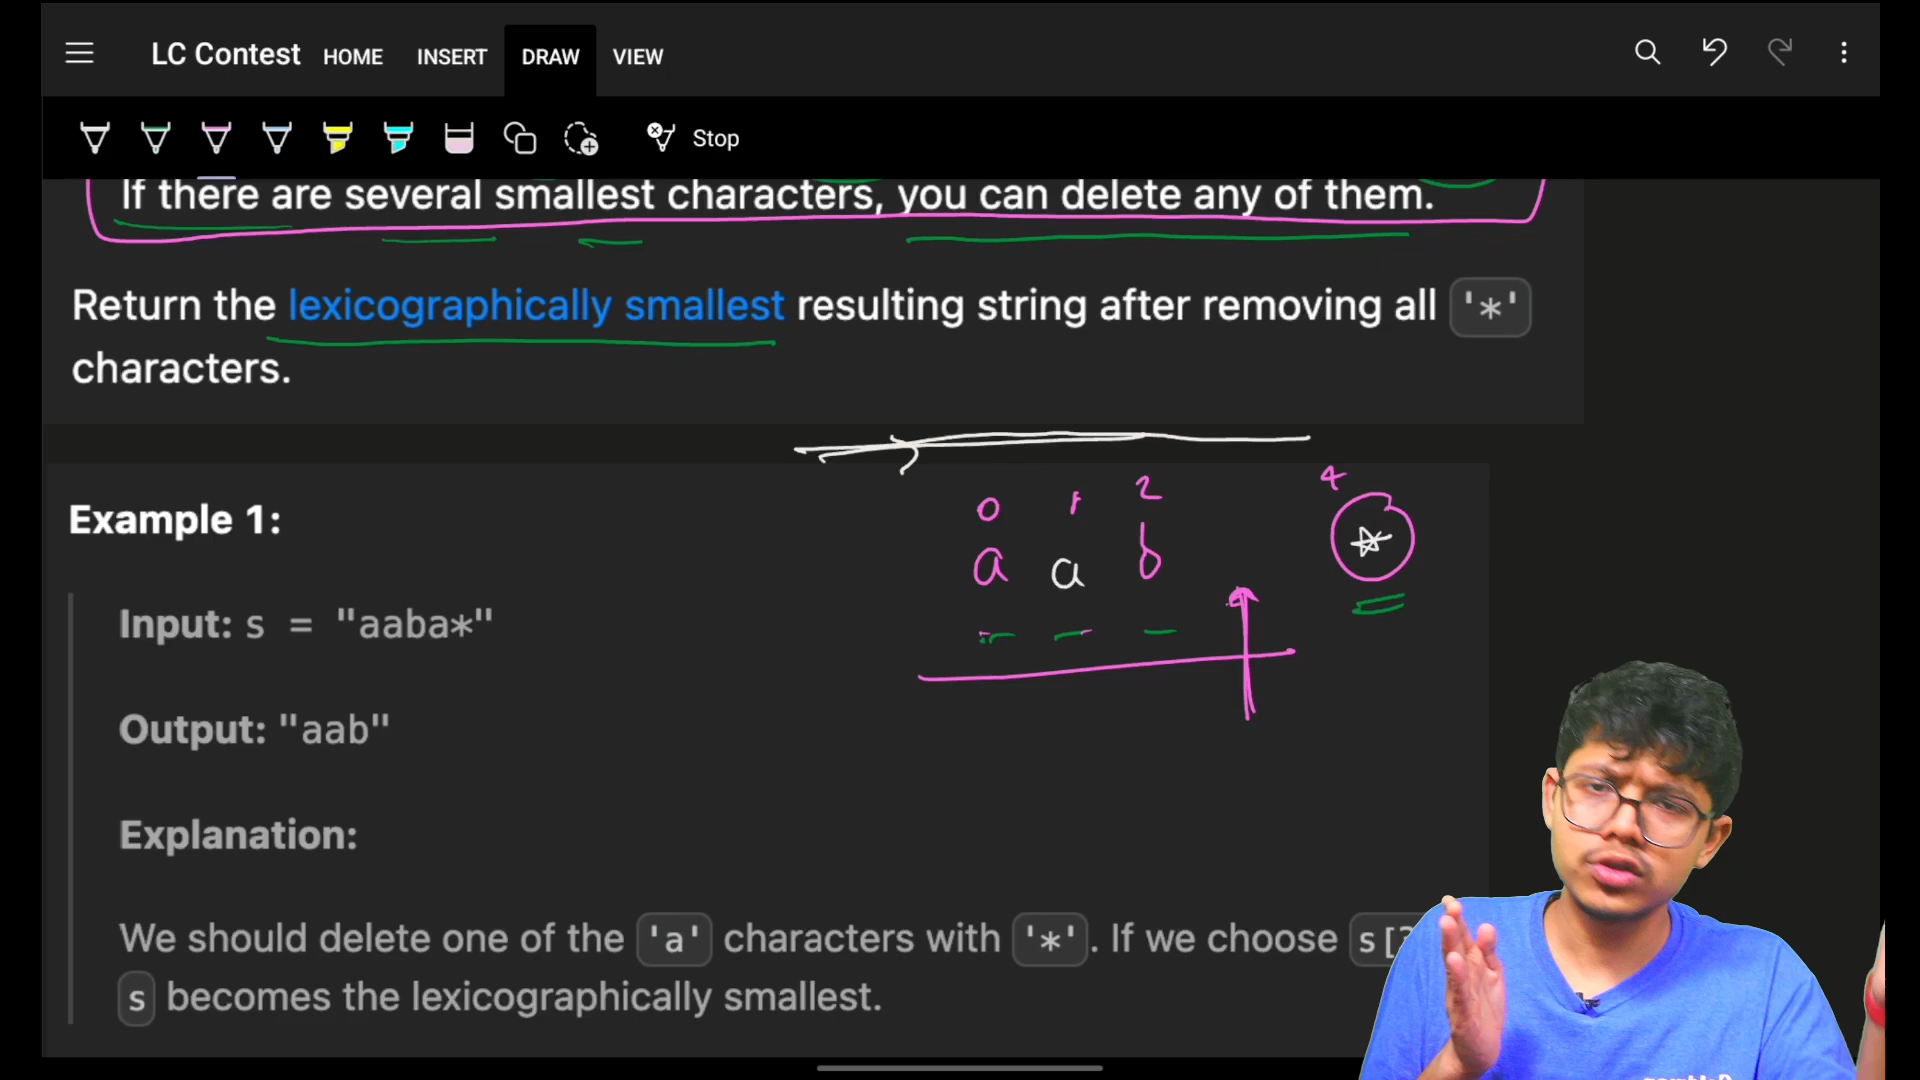 LC Contest HOME INSERT DRAW VIEW
Stop
If there are several smallest characters, you can delete any of them.
Return the lexicographically smallest resulting string after removing all '*'
characters.
Example 1:
0 1 2 4
a a b
Input: s = "aaba*"
Output: "aab"
Explanation:
We should delete one of the 'a' characters with '*'. If we choose s[
s becomes the lexicographically smallest.